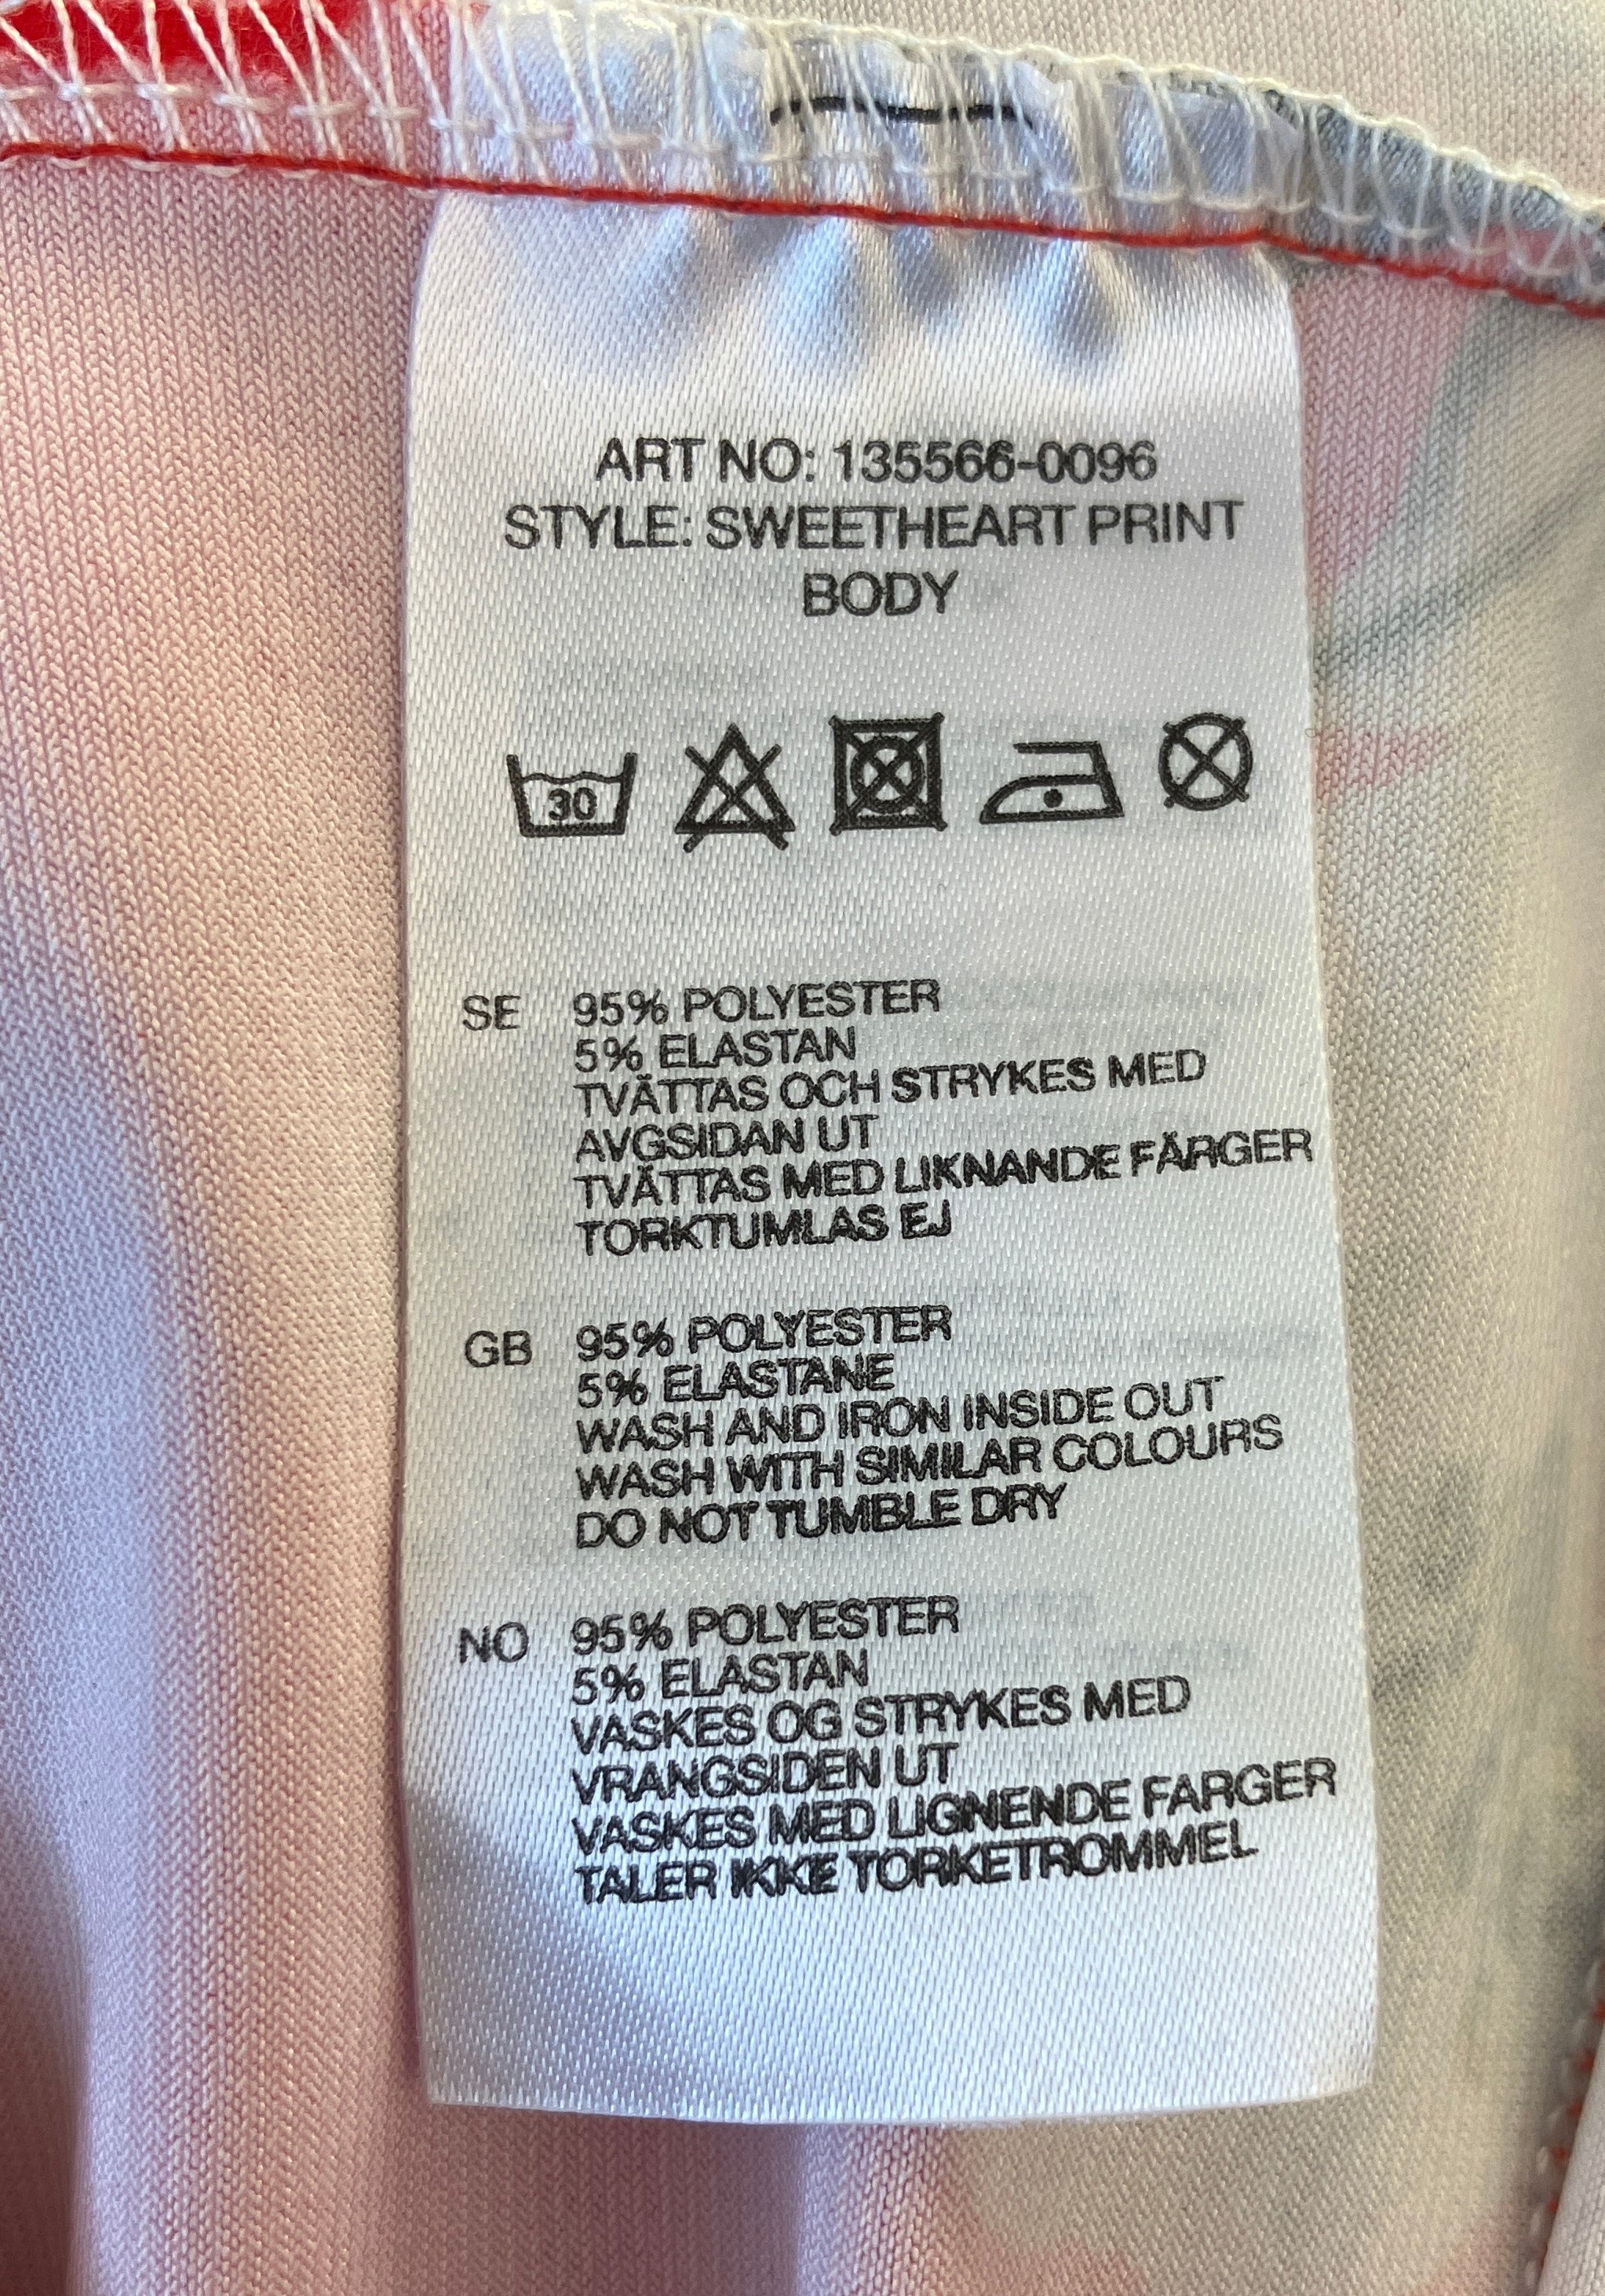 ART NO: 135566-0096
STYLE: SWEETHEART PRINT
BODY
30
SE 95% POLYESTER
5% ELASTAN
TVÄTTAS OCH STRYKES MED
AVGSIDAN UT
TVÄTTAS MED LIKNANDE FÄRGER
TORKTUMLAS EJ
GB 95% POLYESTER
5% ELASTANE
WASH AND IRON INSIDE OUT
WASH WITH SIMILAR COLOURS
DO NOT TUMBLE DRY
NO 95% POLYESTER
5% ELASTAN
VASKES OG STRYKES MED
VRANGSIDEN UT
VASKES MED LIGNENDE FARGER
TALER IKKE TORKETROMMEL